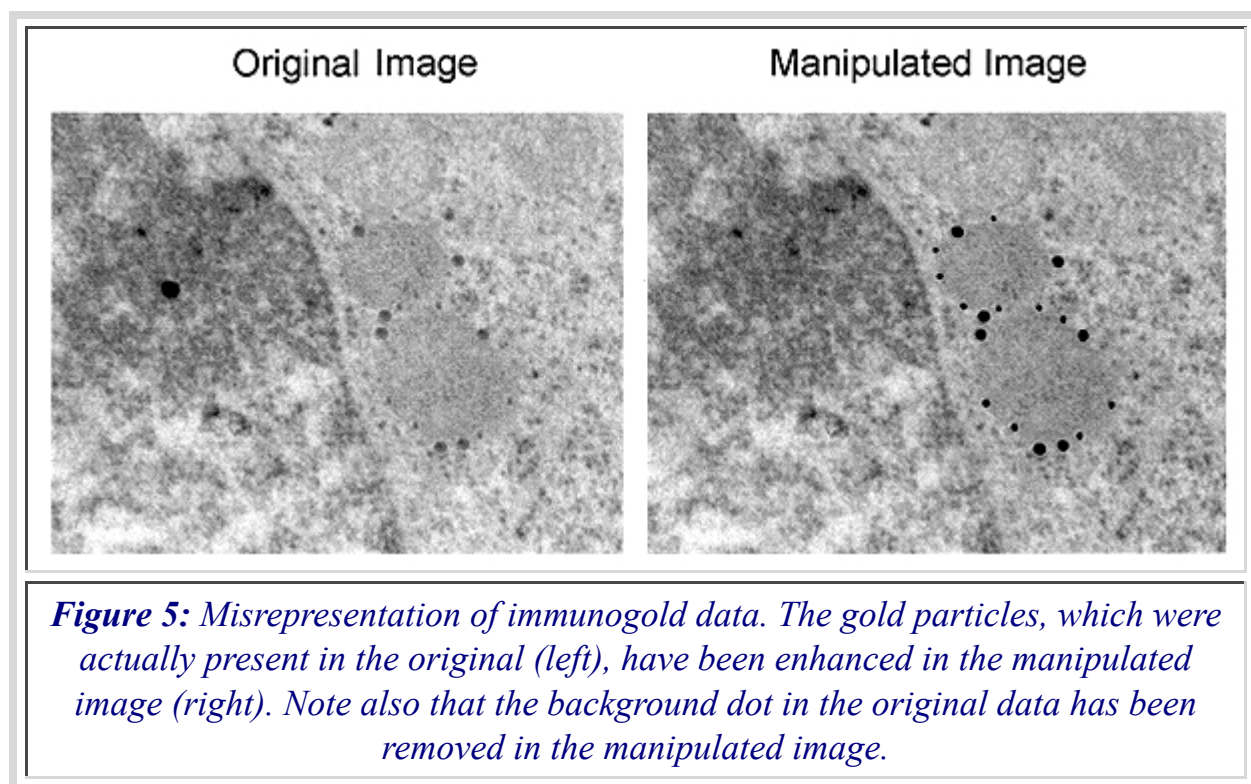 Original Image
Manipulated Image
Figure 5: Misrepresentation of immunogold data. The gold particles, which were
actually present in the original (left), have been enhanced in the manipulated
image (right). Note also that the background dot in the original data has been
removed in the manipulated image.